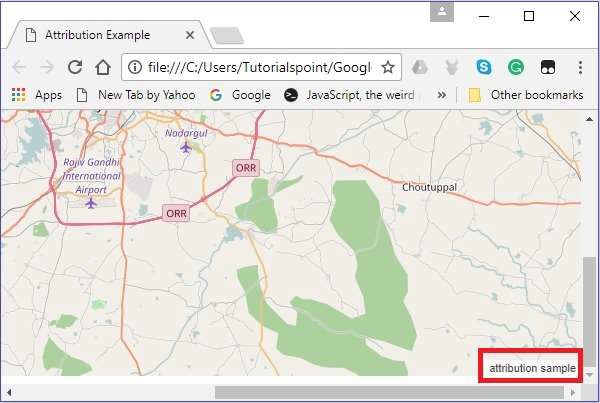 Attribution Example
file:///C:/Users/Tutorialspoint/Google
Apps New Tab by Yahoo Google JavaScript, the weird » Other bookmarks
Nadargul
Rajiv Gandhi
International
Airport
ORR
Choutuppal
ORR
attribution sample